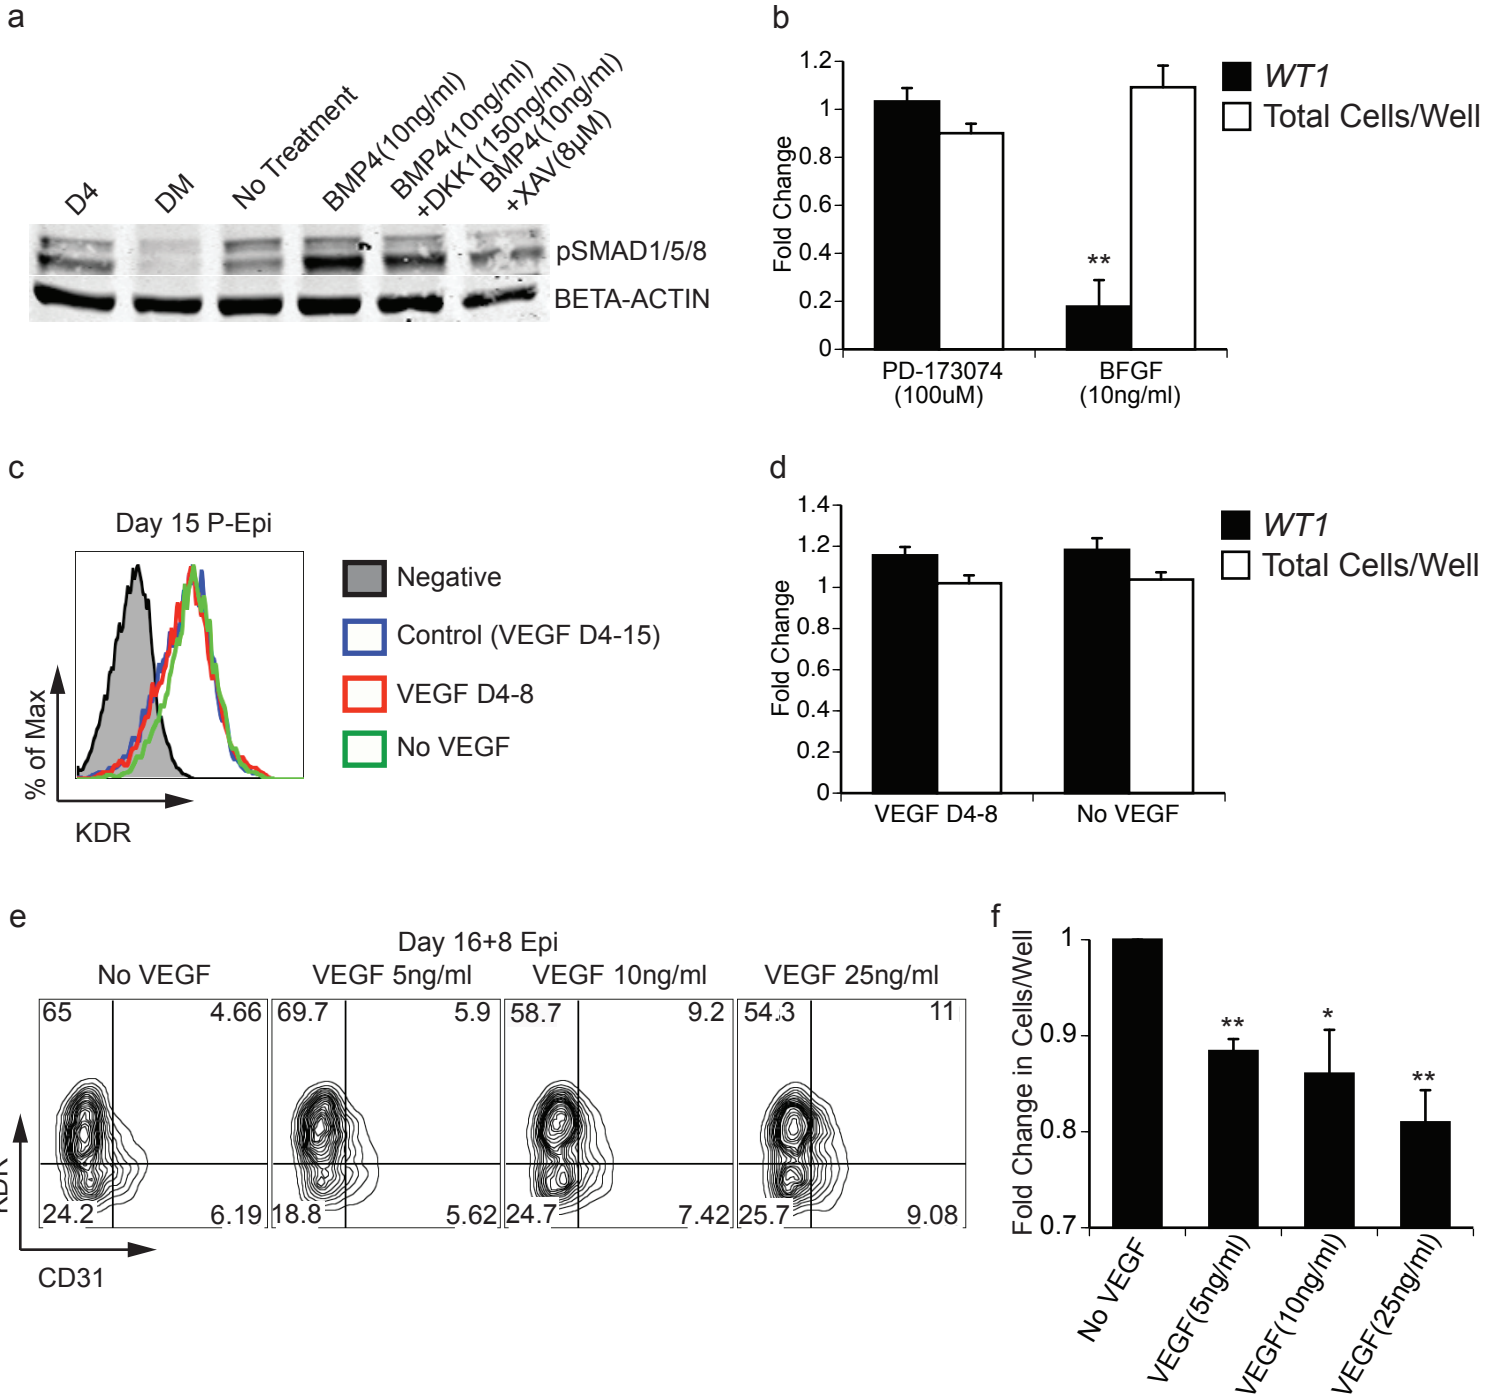 a
D4
DM
No Treatment
BMP4(10ng/ml)
BMP4(10ng/ml)
+DKK1(150ng/ml)
BMP4(10ng/ml)
+XAV(8µM)
pSMAD1/5/8
BETA-ACTIN
b
1.2
1
0.8
0.6
0.4
0.2
0
Fold Change
**
PD-173074
(100uM)
BFGF
(10ng/ml)
WT1
Total Cells/Well
c
Day 15 P-Epi
% of Max
KDR
Negative
Control (VEGF D4-15)
VEGF D4-8
No VEGF
d
1.4
1.2
1
0.8
0.6
0.4
0.2
0
Fold Change
VEGF D4-8
No VEGF
WT1
Total Cells/Well
e
Day 16+8 Epi
No VEGF
VEGF 5ng/ml
VEGF 10ng/ml
VEGF 25ng/ml
65
4.66
69.7
5.9
58.7
9.2
54.3
11
24.2
6.19
18.8
5.62
24.7
7.42
25.7
9.08
KDR
CD31
f
1
0.9
0.8
0.7
Fold Change in Cells/Well
**
*
**
No VEGF
VEGF(5ng/ml)
VEGF(10ng/ml)
VEGF(25ng/ml)